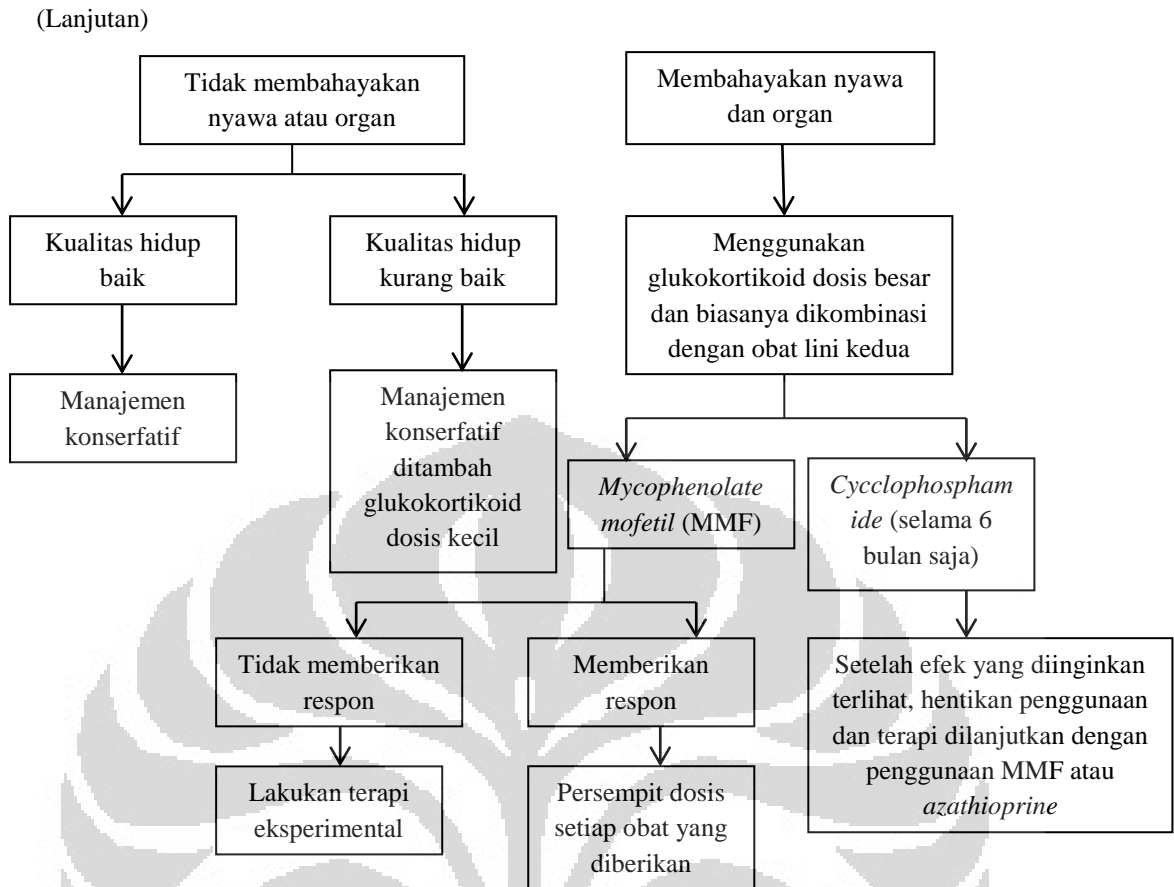 (Lanjutan)
Tidak membahayakan
nyawa atau organ
Membahayakan nyawa
dan organ
Kualitas hidup
baik
Kualitas hidup
kurang baik
Menggunakan
glukokortikoid dosis besar
dan biasanya dikombinasi
dengan obat lini kedua
Manajemen
konserfatif
Manajemen
konserfatif
ditambah
glukokortikoid
dosis kecil
Mycophenolate
mofetil (MMF)
Cycclophospham
ide (selama 6
bulan saja)
Tidak memberikan
respon
Memberikan
respon
Setelah efek yang diinginkan
terlihat, hentikan penggunaan
dan terapi dilanjutkan dengan
penggunaan MMF atau
azathioprine
Lakukan terapi
eksperimental
Persempit dosis
setiap obat yang
diberikan